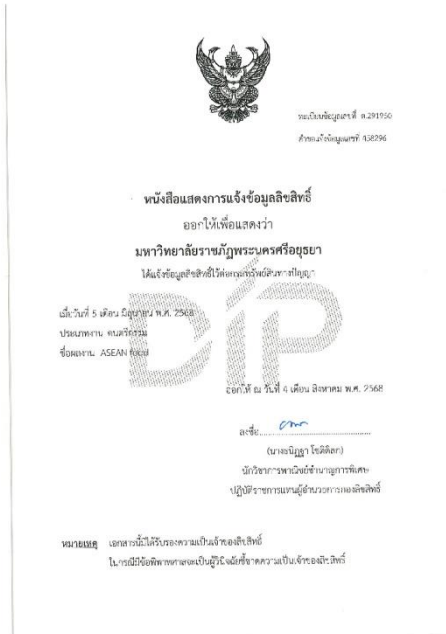 ทะเบียนข้อมูลเลขที่ ด.291950
คำขอแจ้งข้อมูลเลขที่ 458296
หนังสือแสดงการแจ้งข้อมูลลิขสิทธิ์
ออกให้เพื่อแสดงว่า
มหาวิทยาลัยราชภัฏพระนครศรีอยุธยา
ได้แจ้งข้อมูลลิขสิทธิ์ไว้ต่อกรมทรัพย์สินทางปัญญา
เมื่อวันที่ 5 เดือน มิถุนายน พ.ศ. 2568
ประเภทงาน ดนตรีกรรม
ชื่อผลงาน ASEAN food
DIP
ออกให้ ณ วันที่ 4 เดือน สิงหาคม พ.ศ. 2568
ลงชื่อ
(นางขนิฏฐา โชติดิลก)
นักวิชาการพาณิชย์ชำนาญการพิเศษ
ปฏิบัติราชการแทนผู้อำนวยการกองลิขสิทธิ์
หมายเหตุ เอกสารนี้มิได้รับรองความเป็นเจ้าของลิขสิทธิ์
ในกรณีมีข้อพิพาทศาลจะเป็นผู้วินิจฉัยชี้ขาดความเป็นเจ้าของลิขสิทธิ์